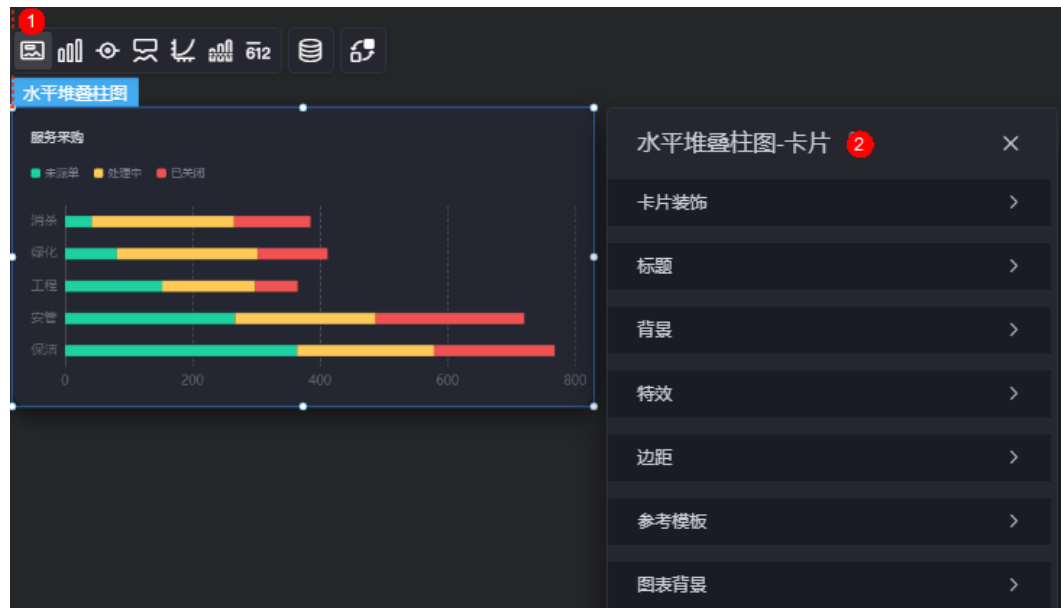 1
612
水平堆叠柱图
服务采购
未派单 处理中 已关闭
消杀
绿化
工程
安管
保洁
0 200 400 600 800
水平堆叠柱图-卡片 2
卡片装饰
标题
背景
特效
边距
参考模板
图表背景